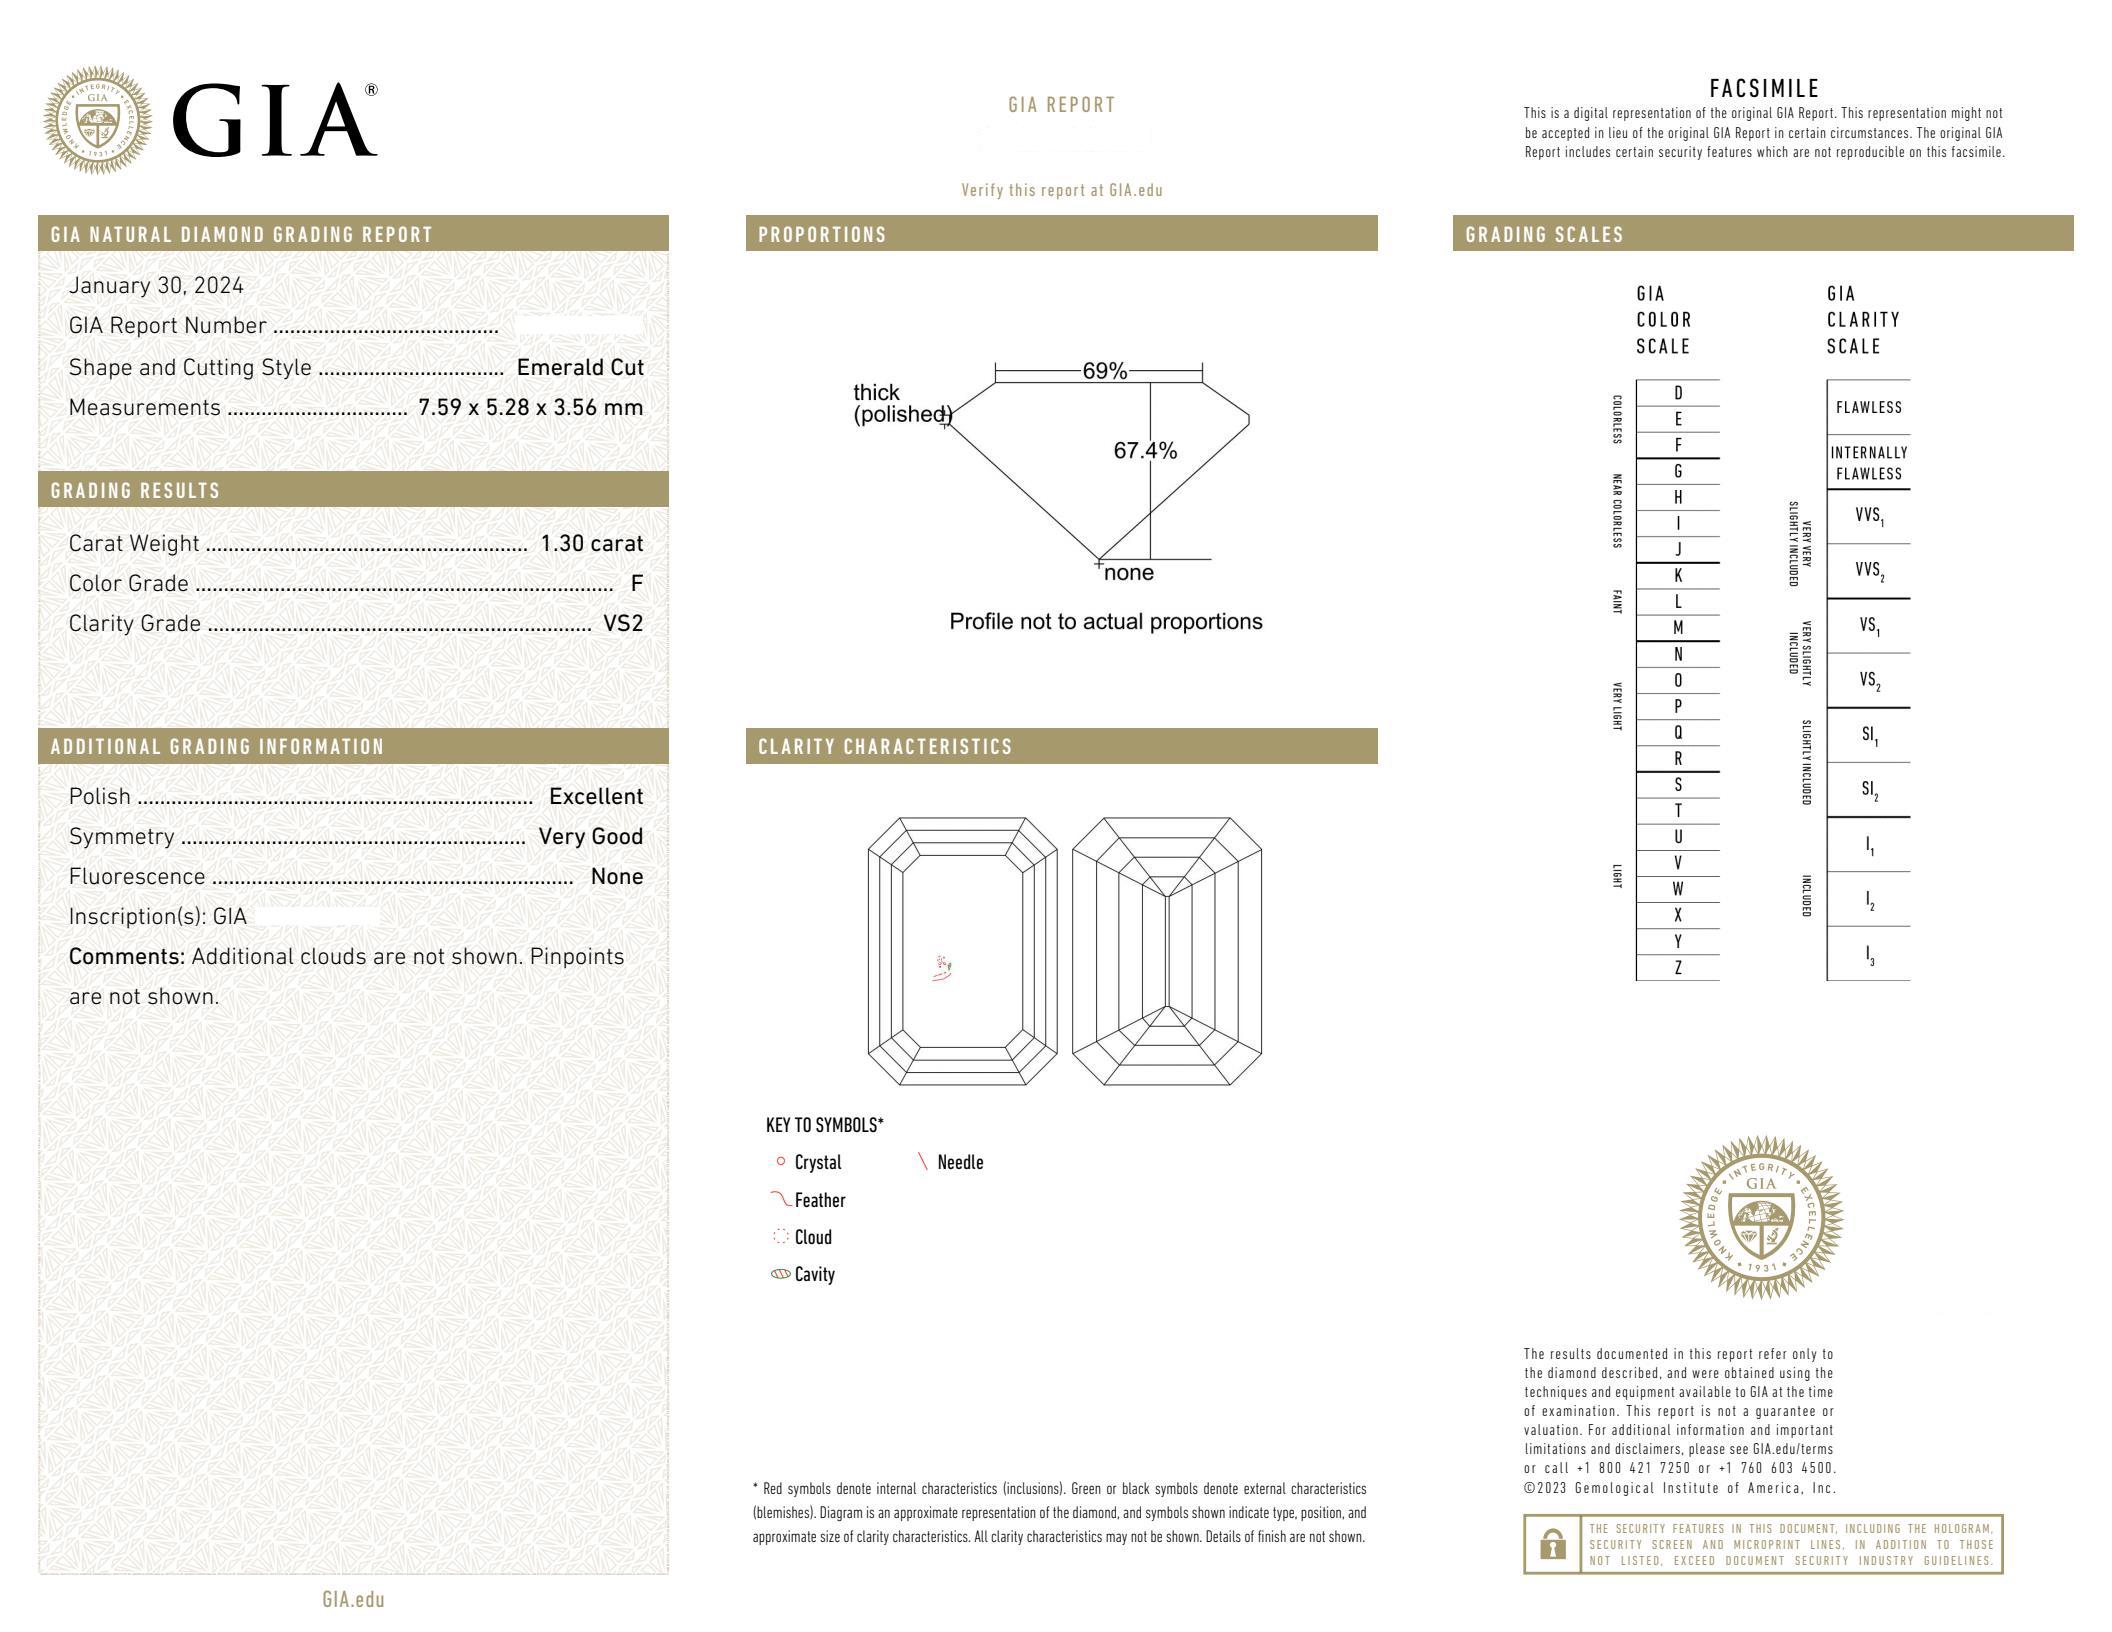 GIA®
KNOWLEDGE • INTEGRITY • EXCELLENCE
GIA
1931
GIA NATURAL DIAMOND GRADING REPORT
January 30, 2024
GIA Report Number ........................................
Shape and Cutting Style ................................. Emerald Cut
Measurements ................................ 7.59 x 5.28 x 3.56 mm
GRADING RESULTS
Carat Weight ......................................................... 1.30 carat
Color Grade .......................................................................... F
Clarity Grade .................................................................... VS2
ADDITIONAL GRADING INFORMATION
Polish ...................................................................... Excellent
Symmetry ............................................................. Very Good
Fluorescence ................................................................ None
Inscription(s): GIA
Comments: Additional clouds are not shown. Pinpoints
are not shown.
GIA.edu
GIA REPORT
Verify this report at GIA.edu
PROPORTIONS
69%
thick
(polished)
67.4%
none
Profile not to actual proportions
CLARITY CHARACTERISTICS
KEY TO SYMBOLS*
Crystal
Needle
Feather
Cloud
Cavity
* Red symbols denote internal characteristics (inclusions). Green or black symbols denote external characteristics
(blemishes). Diagram is an approximate representation of the diamond, and symbols shown indicate type, position, and
approximate size of clarity characteristics. All clarity characteristics may not be shown. Details of finish are not shown.
FACSIMILE
This is a digital representation of the original GIA Report. This representation might not
be accepted in lieu of the original GIA Report in certain circumstances. The original GIA
Report includes certain security features which are not reproducible on this facsimile.
GRADING SCALES
GIA
COLOR
SCALE
COLORLESS
D
E
F
NEAR COLORLESS
G
H
I
J
FAINT
K
L
M
VERY LIGHT
N
O
P
Q
R
LIGHT
S
T
U
V
W
X
Y
Z
GIA
CLARITY
SCALE
FLAWLESS
INTERNALLY
FLAWLESS
VERY VERY
SLIGHTLY INCLUDED
VVS1
VVS2
VERY SLIGHTLY
INCLUDED
VS1
VS2
SLIGHTLY INCLUDED
SI1
SI2
INCLUDED
I1
I2
I3
KNOWLEDGE • INTEGRITY • EXCELLENCE
GIA
1931
The results documented in this report refer only to
the diamond described, and were obtained using the
techniques and equipment available to GIA at the time
of examination. This report is not a guarantee or
valuation. For additional information and important
limitations and disclaimers, please see GIA.edu/terms
or call +1 800 421 7250 or +1 760 603 4500.
©2023 Gemological Institute of America, Inc.
THE SECURITY FEATURES IN THIS DOCUMENT, INCLUDING THE HOLOGRAM,
SECURITY SCREEN AND MICROPRINT LINES, IN ADDITION TO THOSE
NOT LISTED, EXCEED DOCUMENT SECURITY INDUSTRY GUIDELINES.